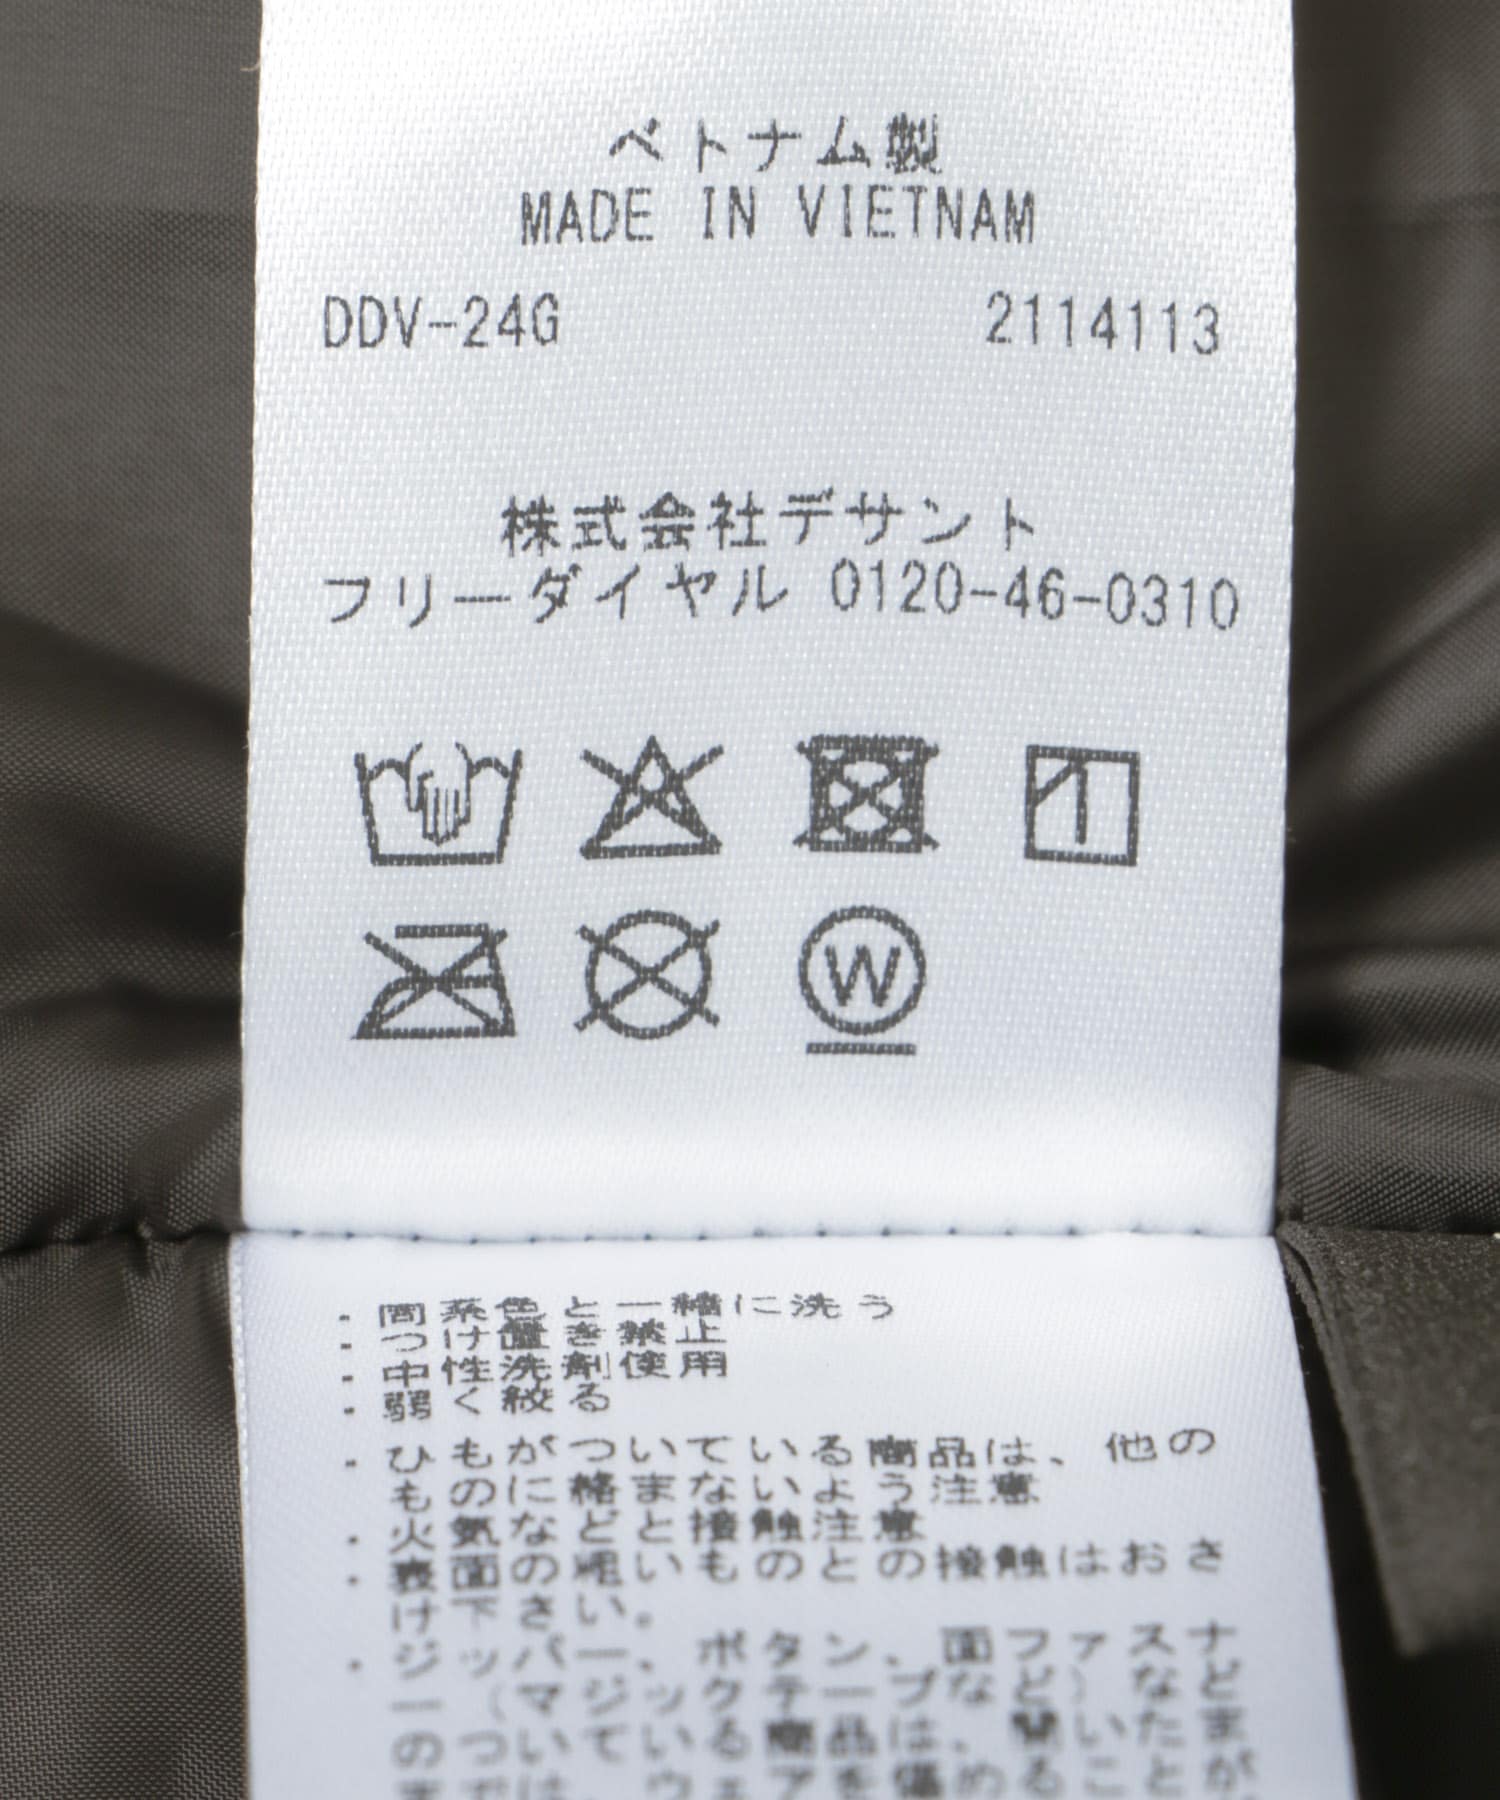 ベトナム製
MADE IN VIETNAM
DDV-24G 2114113
株式会社デサント
フリーダイヤル 0120-46-0310
W
・同系色と一緒に洗う
・つけ置き禁止
・中性洗剤使用
・弱く絞る
・ひもがついている商品は、他の
ものに絡まないよう注意
・火気などと接触注意
・表面の粗いものとの接触はおさ
け下さい。
・ジッパー、ボタン、面ファスナ
ー（マジックテープなど）などま
のついている商品は、開いたまが